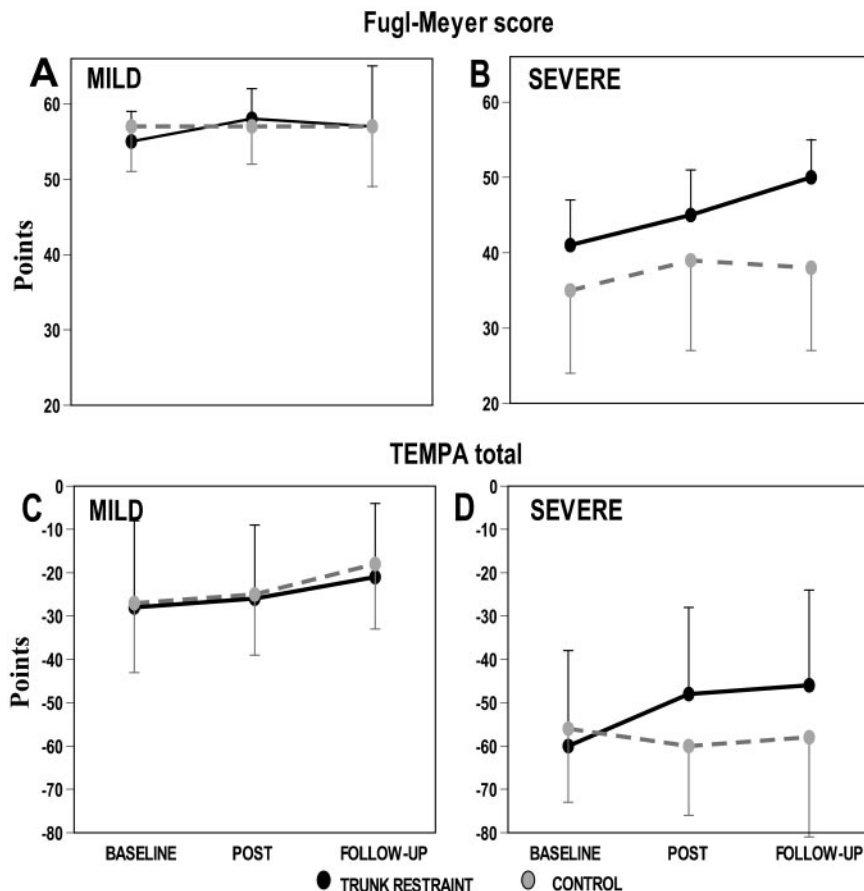 Fugl-Meyer score
A MILD
60
50
40
30
20
Points
B SEVERE
60
50
40
30
20
TEMPA total
C MILD
0
-10
-20
-30
-40
-50
-60
-70
-80
Points
BASELINE POST FOLLOW-UP
D SEVERE
0
-10
-20
-30
-40
-50
-60
-70
-80
BASELINE POST FOLLOW-UP
TRUNK RESTRAINT CONTROL